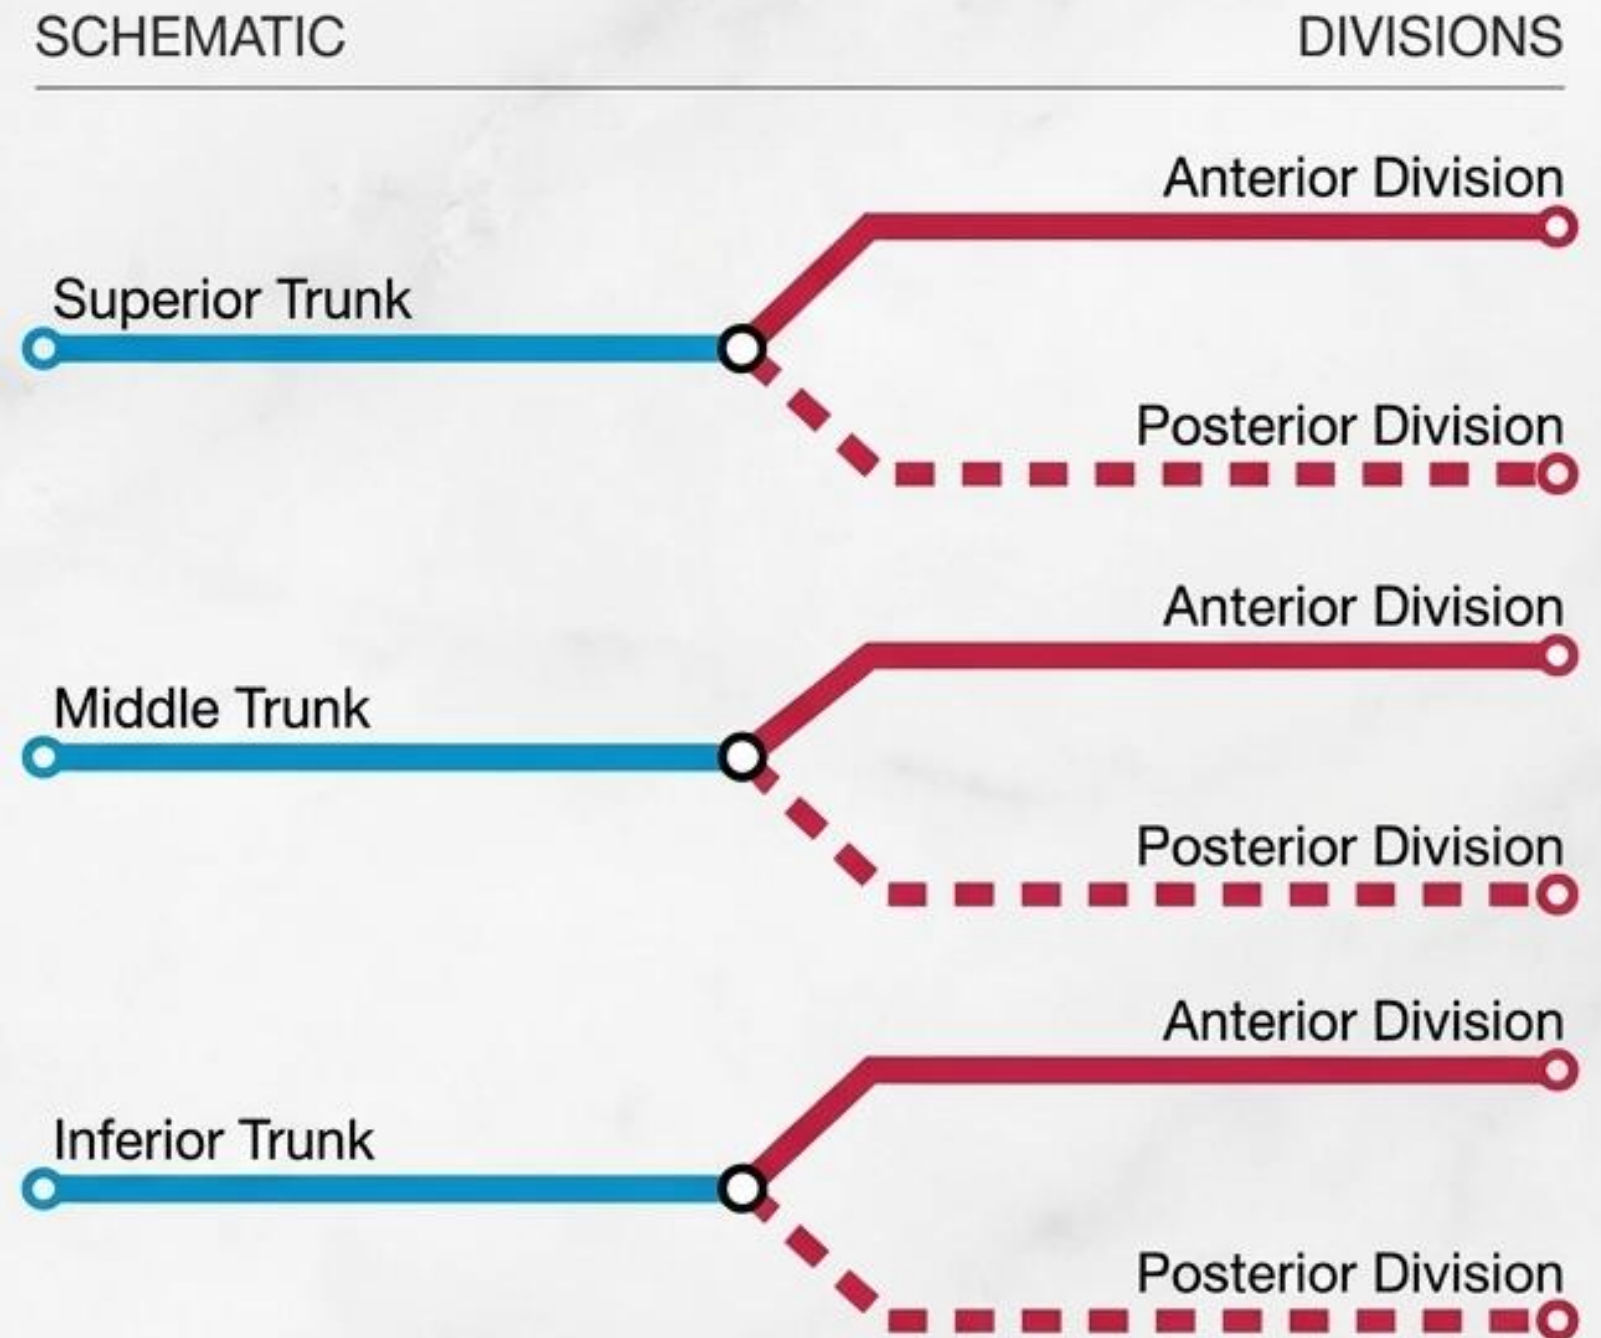 SCHEMATIC DIVISIONS
Anterior Division
Superior Trunk
Posterior Division
Anterior Division
Middle Trunk
Posterior Division
Anterior Division
Inferior Trunk
Posterior Division